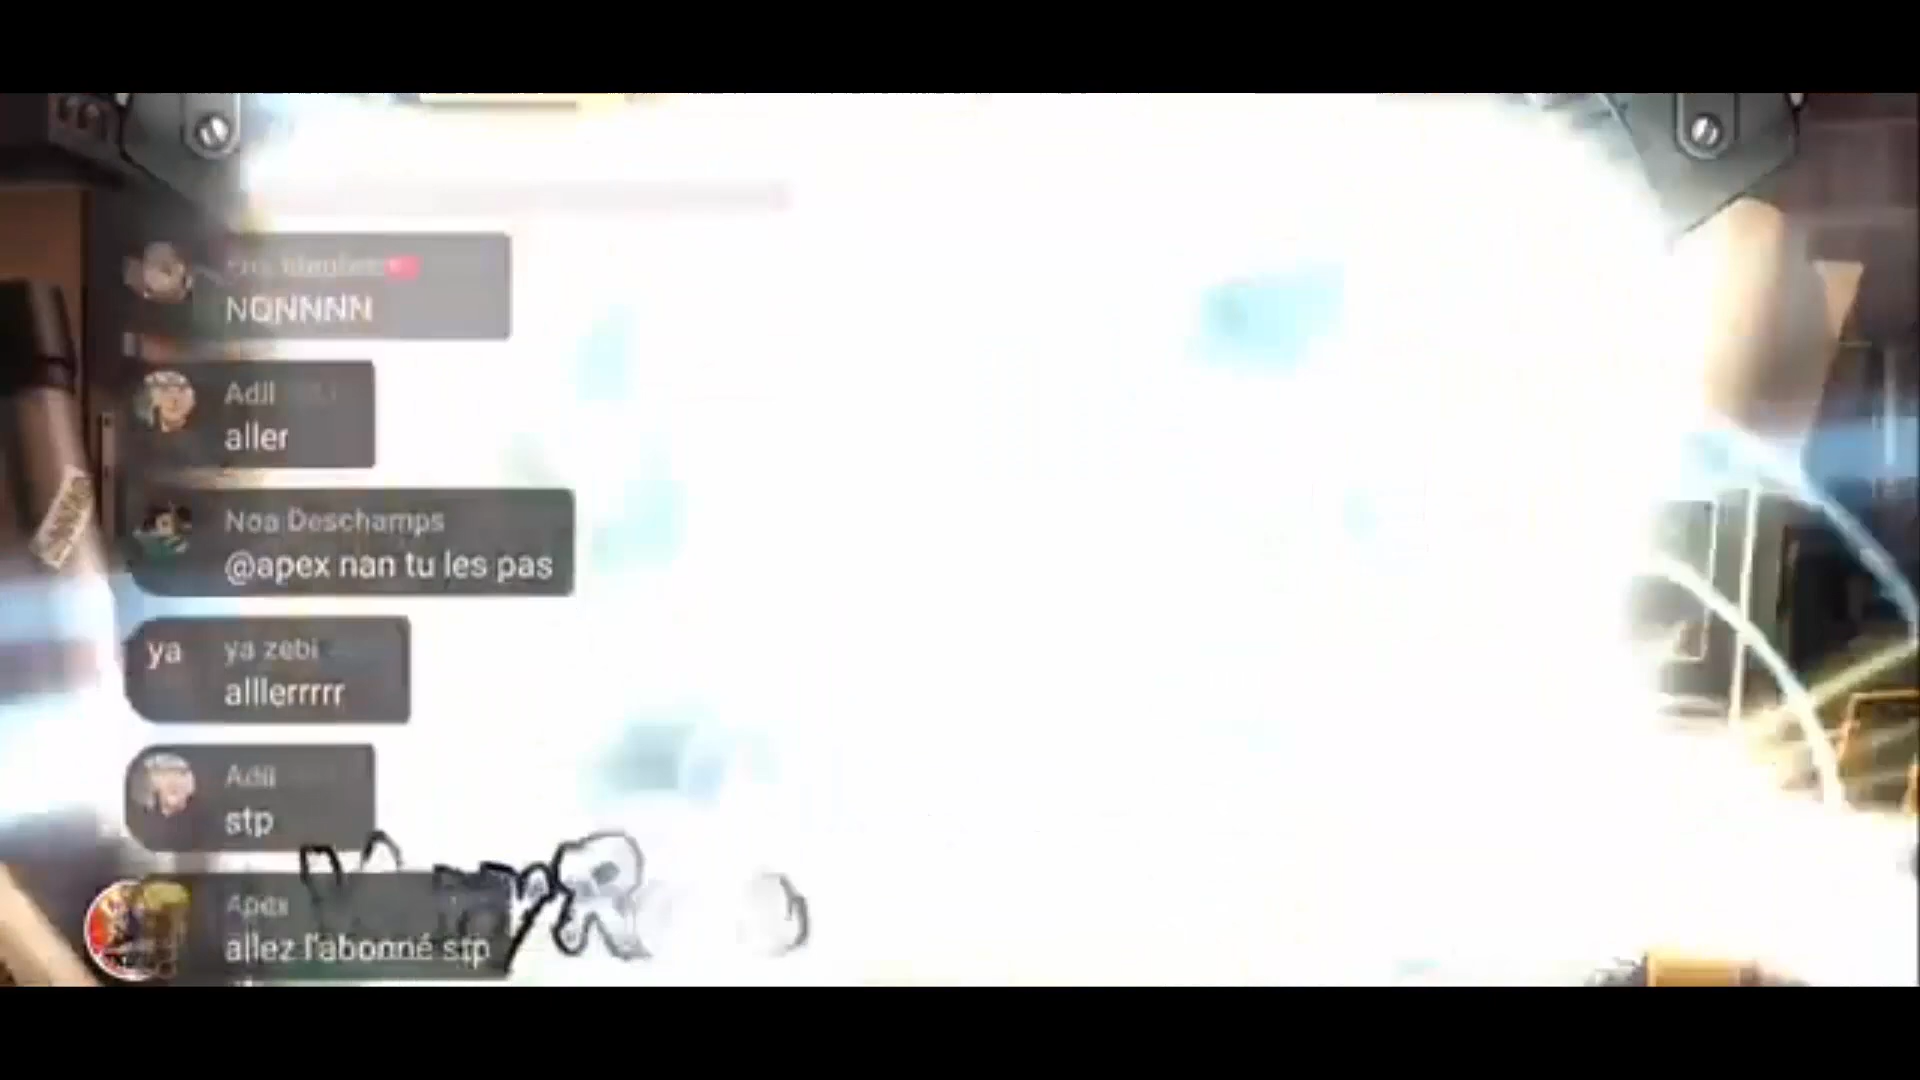 NONNNN
Adil
aller
Noa Deschamps
@apex nan tu les pas
ya
ya zebi
alllerrrrr
Adil
stp
Apex
allez l'abonné stp